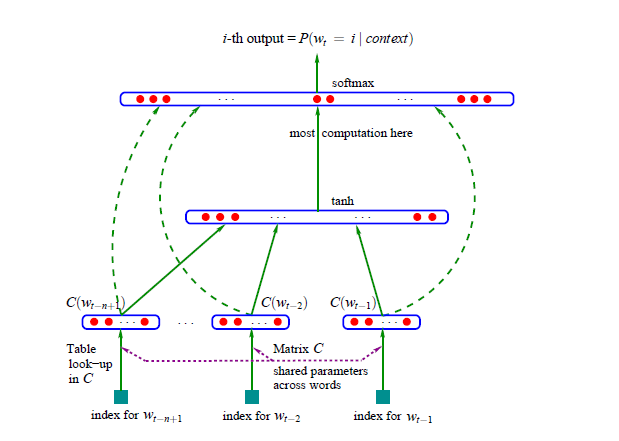 i-th output = P(w_t = i | context)
softmax
. . . . . .
most computation here
tanh
. . . . . .
C(w_{t−n+1}) C(w_{t−2}) C(w_{t−1})
. . . . . . . . . . . .
Table
look−up
in C
Matrix C
shared parameters
across words
index for w_{t−n+1} index for w_{t−2} index for w_{t−1}